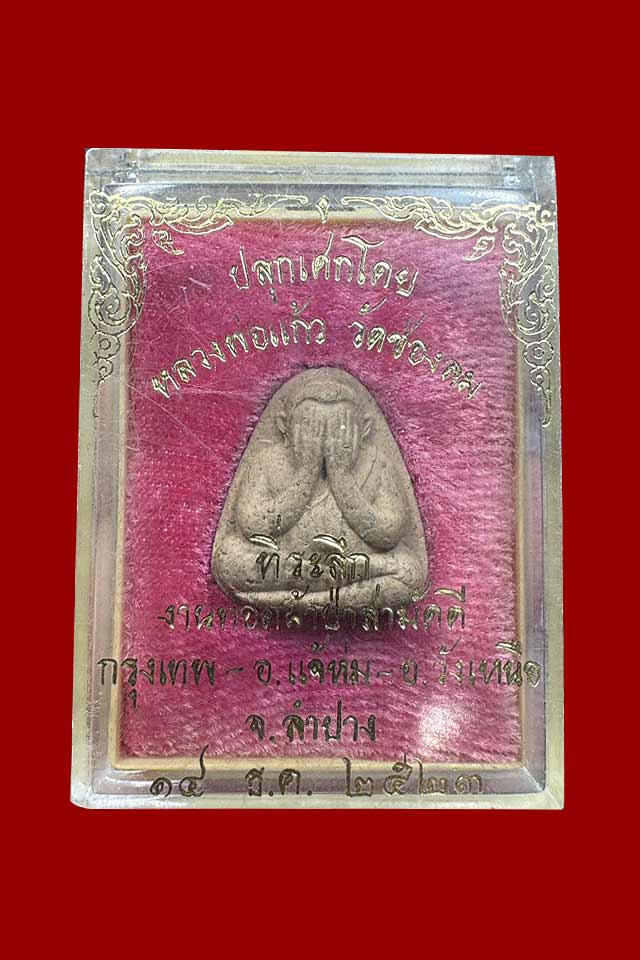 ปลุกเศกโดย
หลวงพ่อแก้ว วัดช่องลม
ที่ระลึก
งานทอดผ้าป่าสามัคคี
กรุงเทพ - อ.แจ้ห่ม - อ.วังเหนือ
จ.ลำปาง
๑๔ ธ.ค. ๒๕๒๓